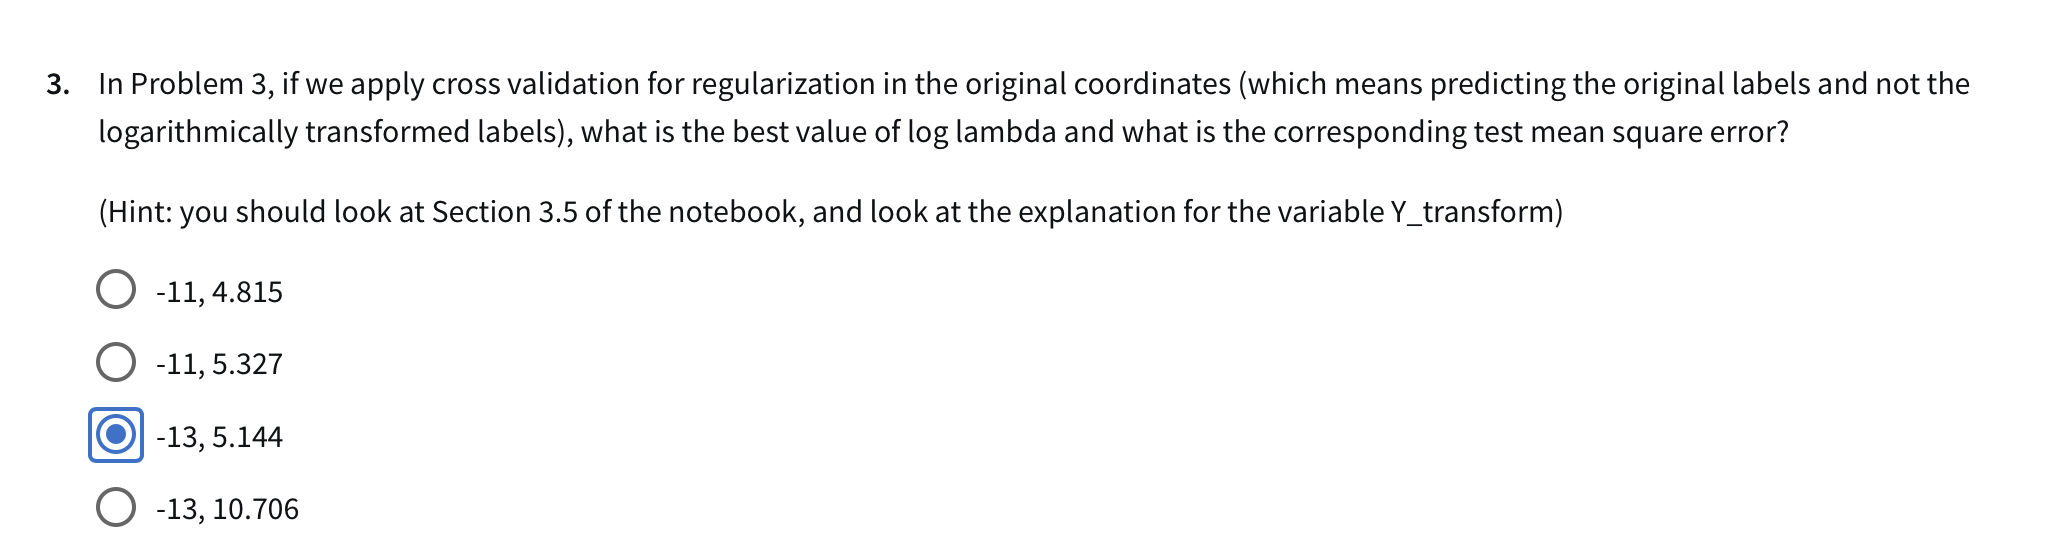 3. In Problem 3, if we apply cross validation for regularization in the original coordinates (which means predicting the original labels and not the
logarithmically transformed labels), what is the best value of log lambda and what is the corresponding test mean square error?
(Hint: you should look at Section 3.5 of the notebook, and look at the explanation for the variable Y_transform)
-11, 4.815
-11, 5.327
-13, 5.144
-13, 10.706